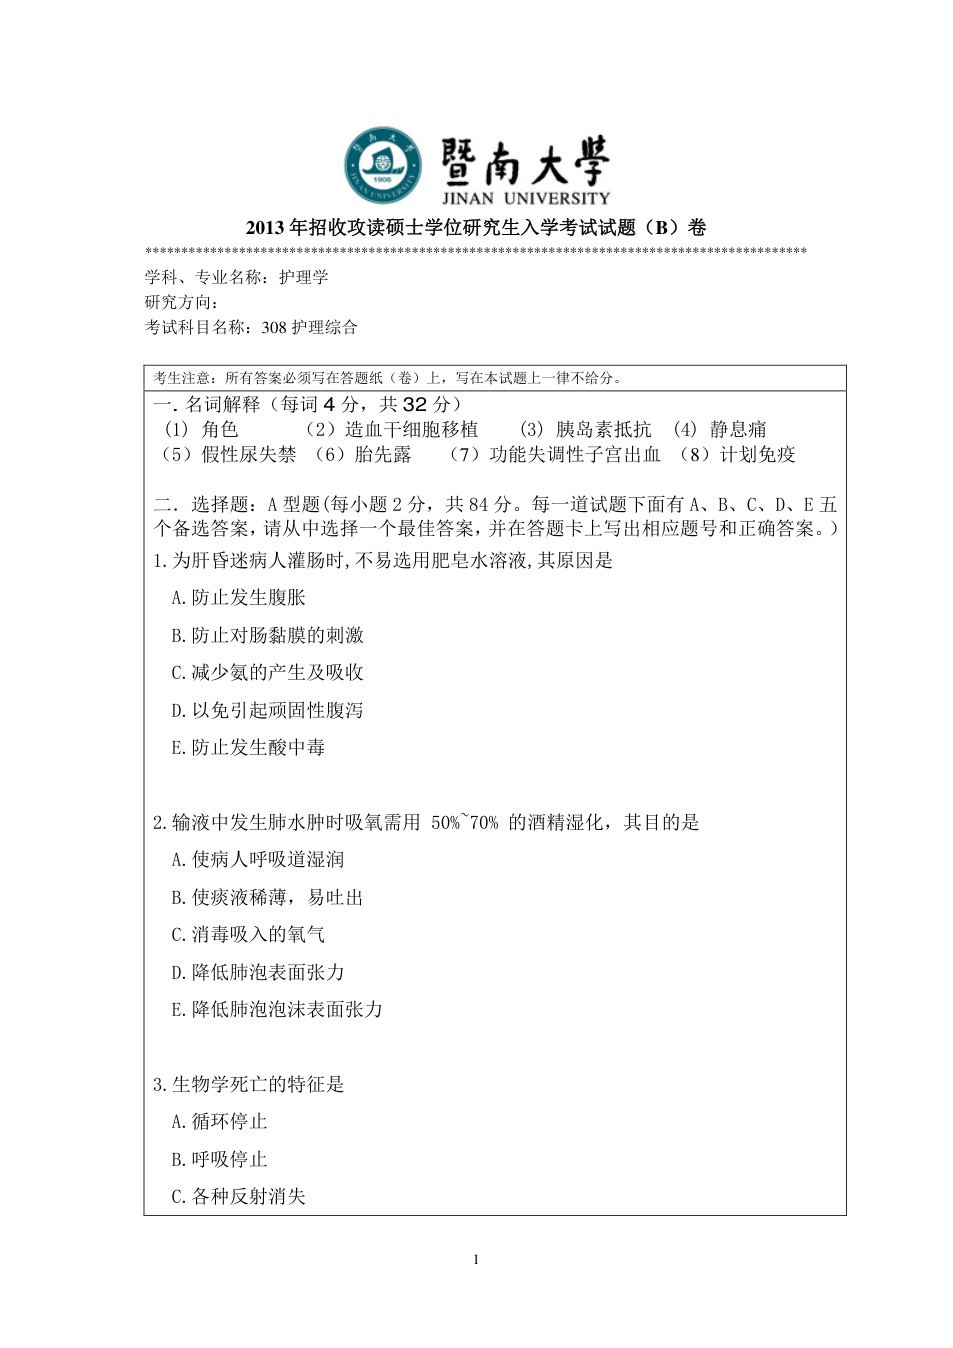 暨南大学
JINAN UNIVERSITY
2013 年招收攻读硕士学位研究生入学考试试题（B）卷
********************************************************************************************
学科、专业名称：护理学
研究方向：
考试科目名称：308 护理综合
考生注意：所有答案必须写在答题纸（卷）上，写在本试题上一律不给分。
一．名词解释（每词 4 分，共 32 分）
(1) 角色 （2）造血干细胞移植 (3) 胰岛素抵抗 (4) 静息痛
（5）假性尿失禁 （6）胎先露 （7）功能失调性子宫出血 （8）计划免疫
二．选择题：A 型题(每小题 2 分，共 84 分。每一道试题下面有 A、B、C、D、E 五
个备选答案，请从中选择一个最佳答案，并在答题卡上写出相应题号和正确答案。)
1.为肝昏迷病人灌肠时,不易选用肥皂水溶液,其原因是
A.防止发生腹胀
B.防止对肠黏膜的刺激
C.减少氨的产生及吸收
D.以免引起顽固性腹泻
E.防止发生酸中毒
2.输液中发生肺水肿时吸氧需用 50%~70% 的酒精湿化，其目的是
A.使病人呼吸道湿润
B.使痰液稀薄，易吐出
C.消毒吸入的氧气
D.降低肺泡表面张力
E.降低肺泡泡沫表面张力
3.生物学死亡的特征是
A.循环停止
B.呼吸停止
C.各种反射消失
1